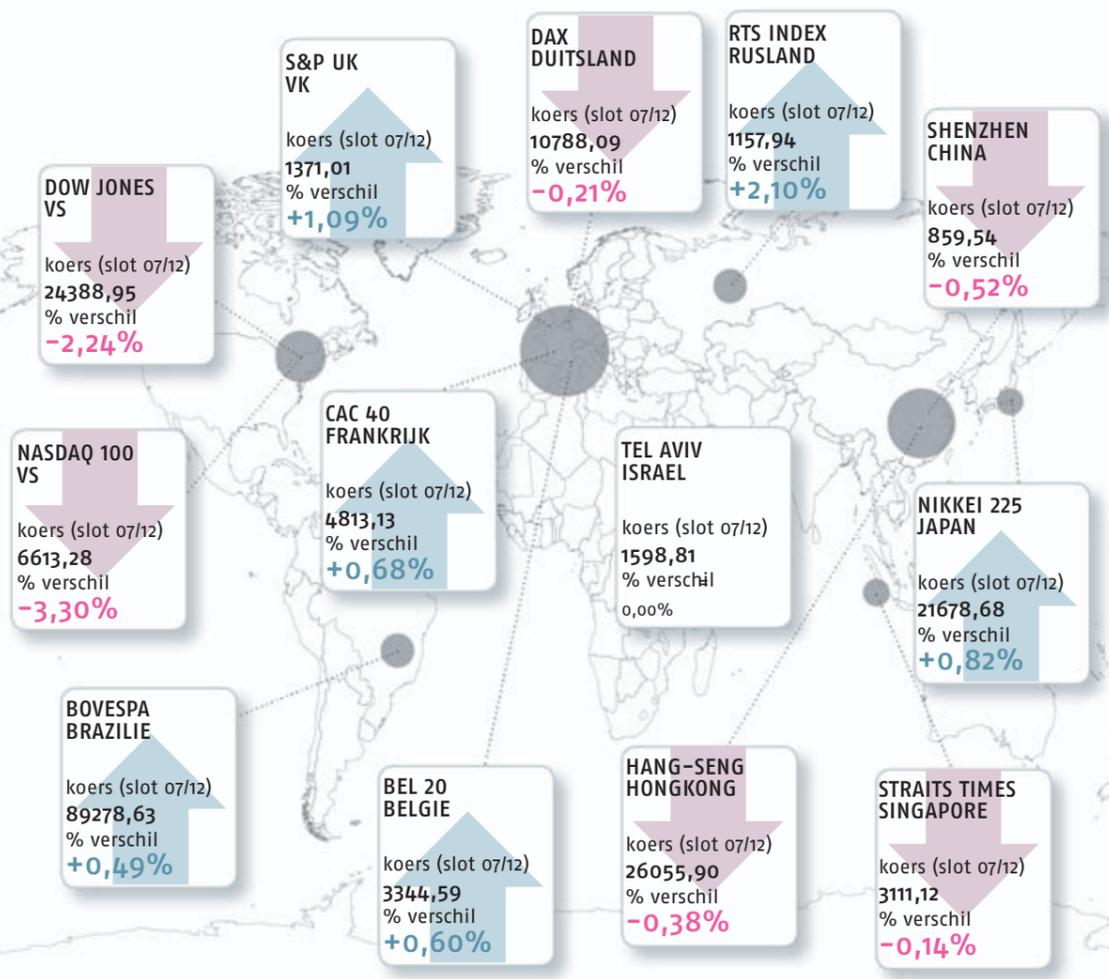 S&P UK
VK
koers (slot 07/12)
1371,01
% verschil
+1,09%
DAX
DUITSLAND
koers (slot 07/12)
10788,09
% verschil
-0,21%
RTS INDEX
RUSLAND
koers (slot 07/12)
1157,94
% verschil
+2,10%
SHENZHEN
CHINA
koers (slot 07/12)
859,54
% verschil
-0,52%
DOW JONES
VS
koers (slot 07/12)
24388,95
% verschil
-2,24%
NASDAQ 100
VS
koers (slot 07/12)
6613,28
% verschil
-3,30%
CAC 40
FRANKRIJK
koers (slot 07/12)
4813,13
% verschil
+0,68%
TEL AVIV
ISRAEL
koers (slot 07/12)
1598,81
% verschil
0,00%
NIKKEI 225
JAPAN
koers (slot 07/12)
21678,68
% verschil
+0,82%
BOVESPA
BRAZILIE
koers (slot 07/12)
89278,63
% verschil
+0,49%
BEL 20
BELGIE
koers (slot 07/12)
3344,59
% verschil
+0,60%
HANG-SENG
HONGKONG
koers (slot 07/12)
26055,90
% verschil
-0,38%
STRAITS TIMES
SINGAPORE
koers (slot 07/12)
3111,12
% verschil
-0,14%